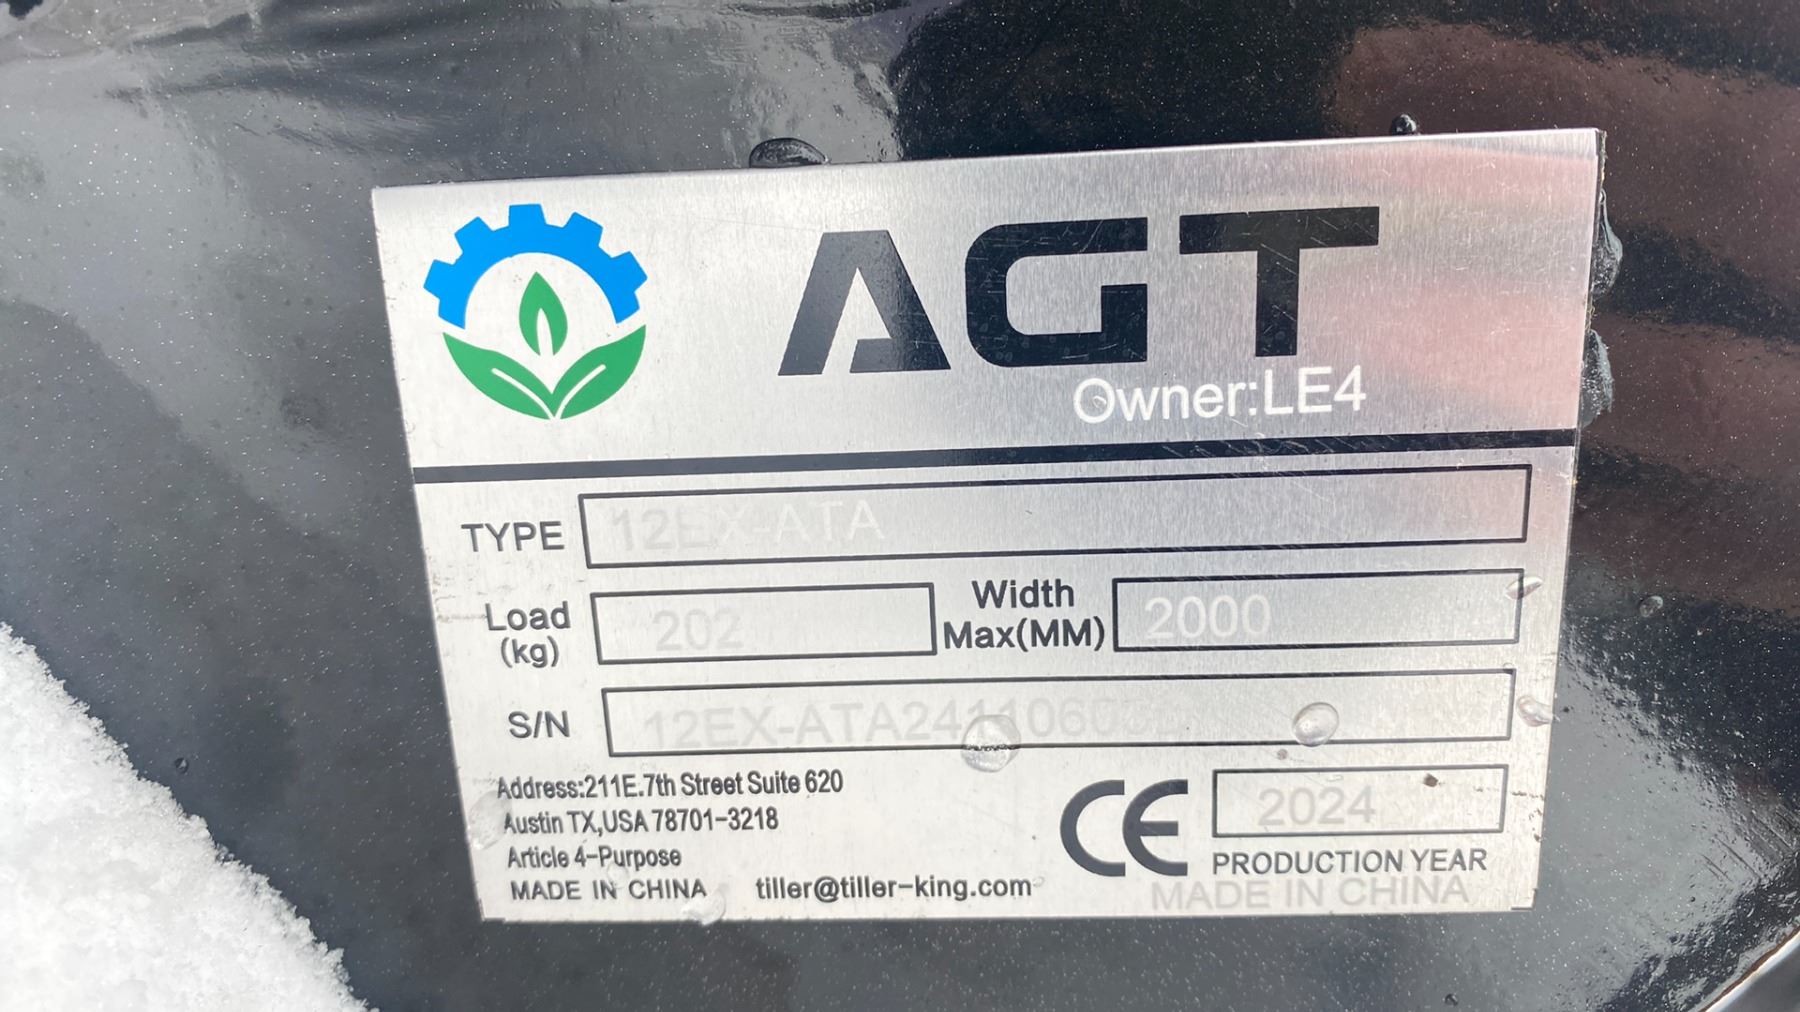 AGT
Owner:LE4
TYPE 12EX-ATA
Load (kg) 202 Width Max(MM) 2000
S/N
Address:211E.7th Street Suite 620
Austin TX,USA 78701-3218
Article 4-Purpose
MADE IN CHINA tiller@tiller-king.com
CE 2024
PRODUCTION YEAR
MADE IN CHINA